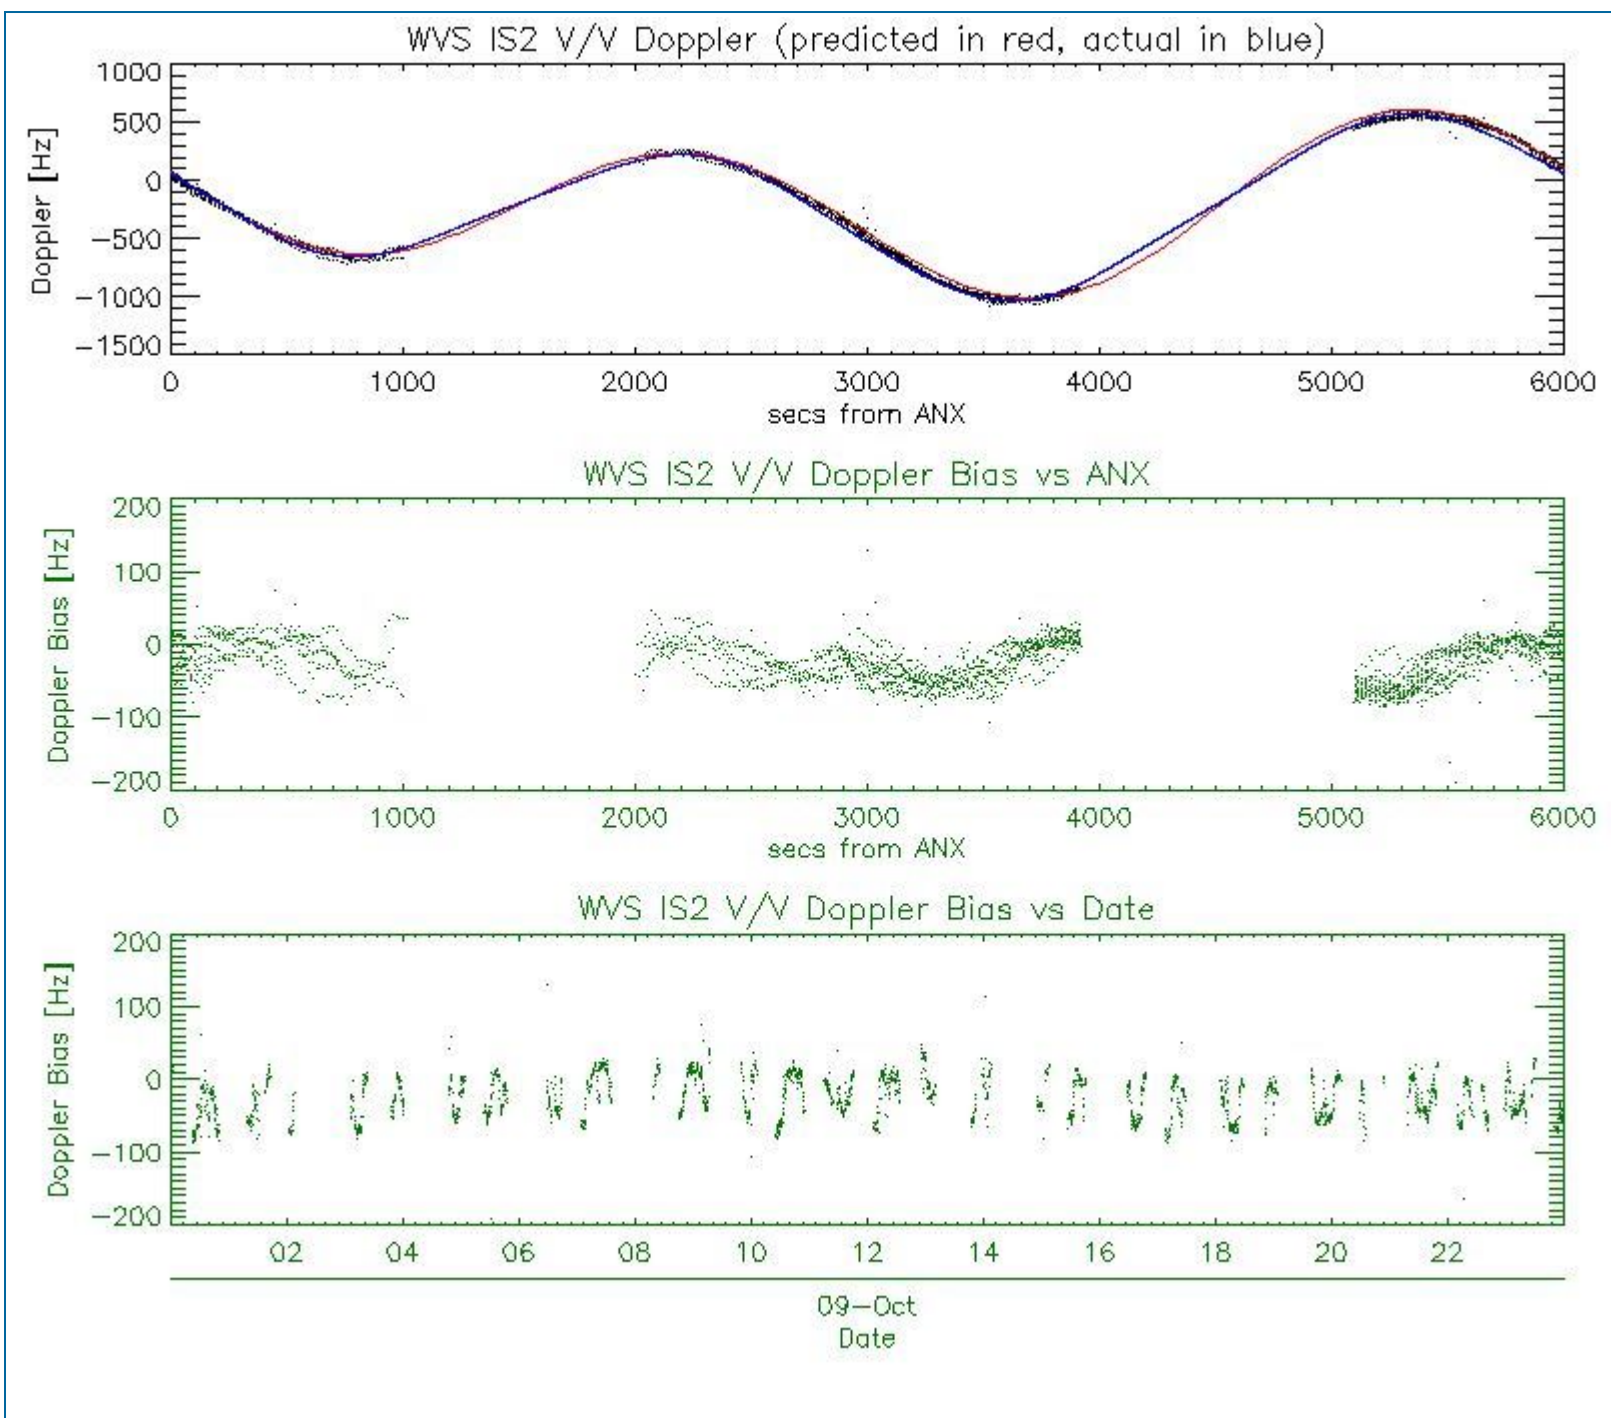 WVS IS2 V/V Doppler (predicted in red, actual in blue)
1000
500
0
−500
−1000
−1500
Doppler [Hz]
0 1000 2000 3000 4000 5000 6000
secs from ANX
WVS IS2 V/V Doppler Bias vs ANX
200
100
0
−100
−200
Doppler Bias [Hz]
0 1000 2000 3000 4000 5000 6000
secs from ANX
WVS IS2 V/V Doppler Bias vs Date
200
100
0
−100
−200
Doppler Bias [Hz]
02 04 06 08 10 12 14 16 18 20 22
09−Oct
Date